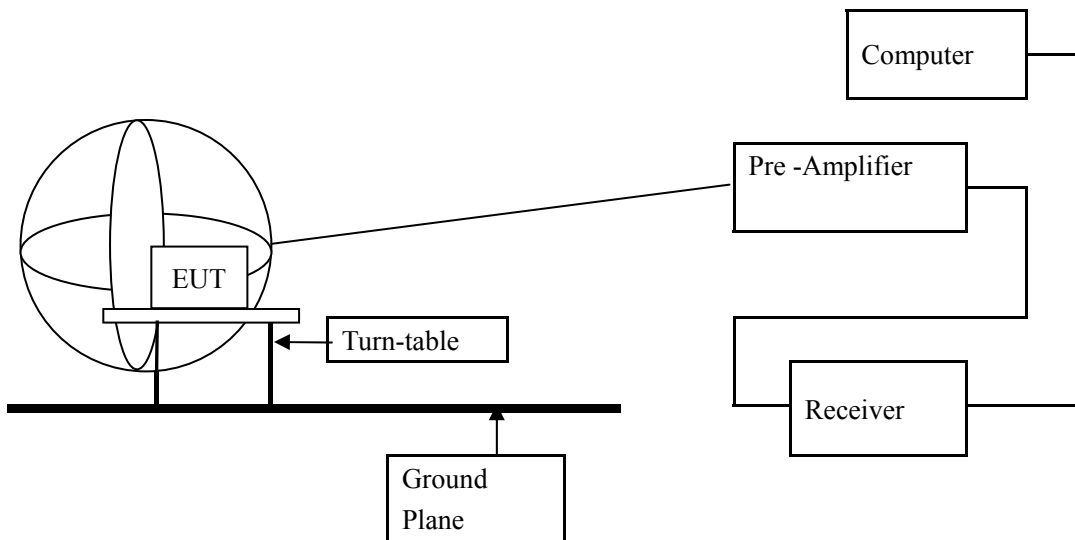 Computer
Pre -Amplifier
EUT
Turn-table
Receiver
Ground
Plane